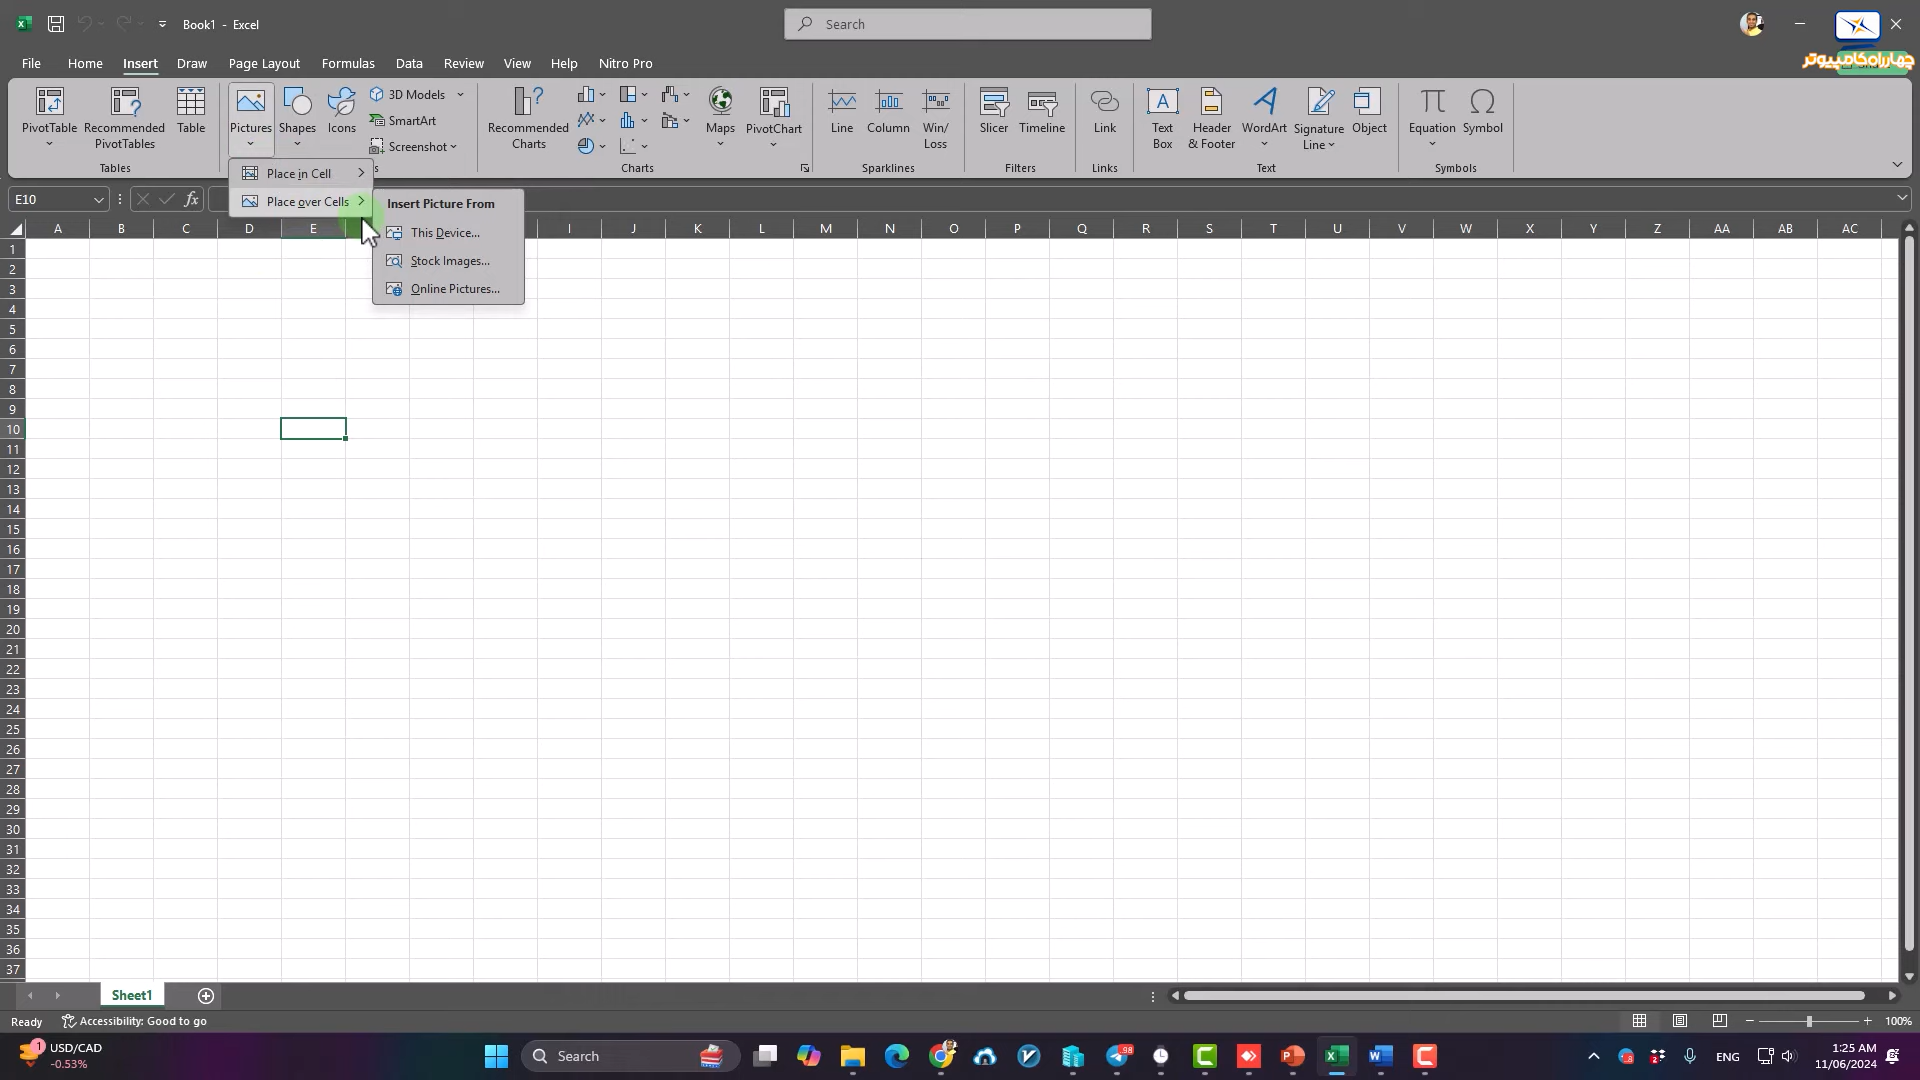 Book1 - Excel
Search
چهارراه کامپیوتر
File Home Insert Draw Page Layout Formulas Data Review View Help Nitro Pro
PivotTable
Recommended PivotTables
Table
Pictures
Shapes
Icons
3D Models
SmartArt
Screenshot
Recommended Charts
Maps
PivotChart
Line
Column
Win/ Loss
Slicer
Timeline
Link
Text Box
Header & Footer
WordArt
Signature Line
Object
Equation
Symbol
Tables
Charts
Sparklines
Filters
Links
Text
Symbols
Place in Cell
Place over Cells
Insert Picture From
This Device...
Stock Images...
Online Pictures...
E10
fx
A B C D E I J K L M N O P Q R S T U V W X Y Z AA AB AC
1
2
3
4
5
6
7
8
9
10
11
12
13
14
15
16
17
18
19
20
21
22
23
24
25
26
27
28
29
30
31
32
33
34
35
36
37
Sheet1
Ready
Accessibility: Good to go
100%
1
USD/CAD
-0.53%
Search
98
ENG
1:25 AM
11/06/2024